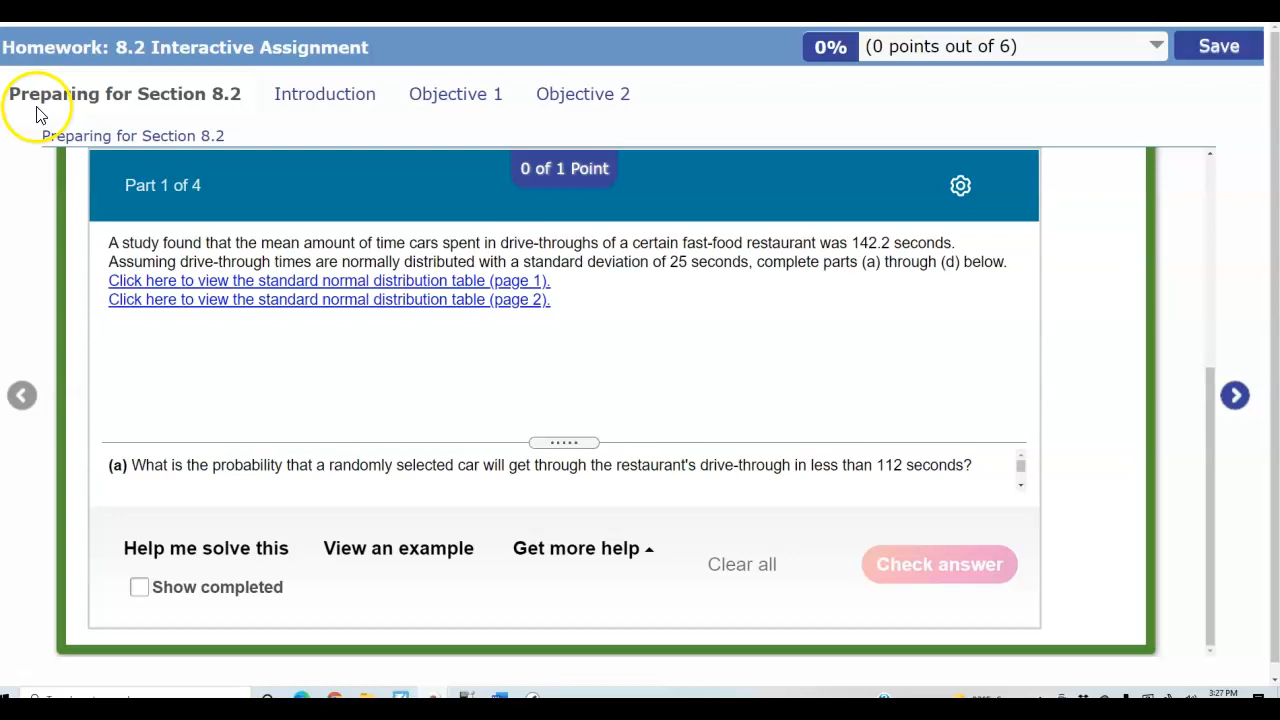 Homework: 8.2 Interactive Assignment
0% (0 points out of 6) Save
Preparing for Section 8.2 Introduction Objective 1 Objective 2
Preparing for Section 8.2
0 of 1 Point
Part 1 of 4
A study found that the mean amount of time cars spent in drive-throughs of a certain fast-food restaurant was 142.2 seconds.
Assuming drive-through times are normally distributed with a standard deviation of 25 seconds, complete parts (a) through (d) below.
Click here to view the standard normal distribution table (page 1).
Click here to view the standard normal distribution table (page 2).
(a) What is the probability that a randomly selected car will get through the restaurant's drive-through in less than 112 seconds?
Help me solve this View an example Get more help
Clear all Check answer
Show completed
3:27 PM